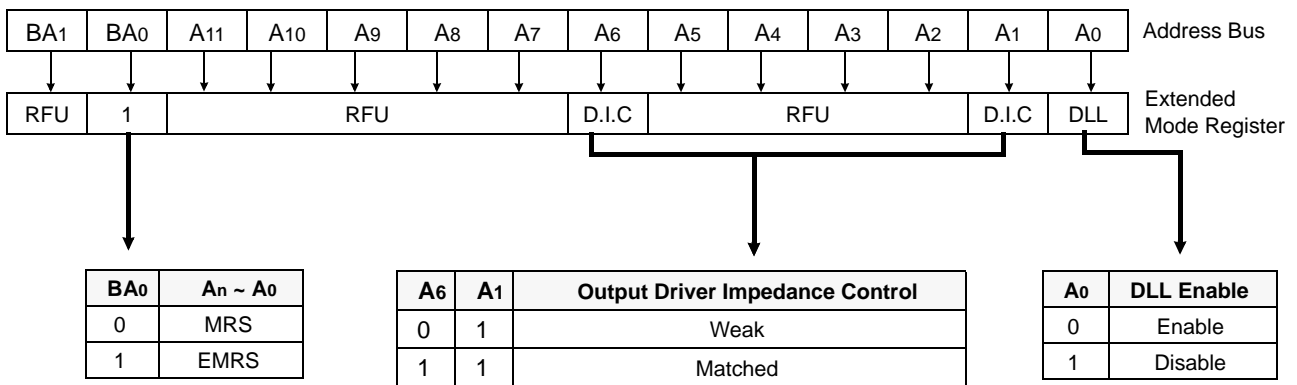 BA1 BA0 A11 A10 A9 A8 A7 A6 A5 A4 A3 A2 A1 A0 Address Bus
RFU 1 RFU D.I.C RFU D.I.C DLL Extended
Mode Register
BA0 An ~ A0
0 MRS
1 EMRS
A6 A1 Output Driver Impedance Control
0 1 Weak
1 1 Matched
A0 DLL Enable
0 Enable
1 Disable